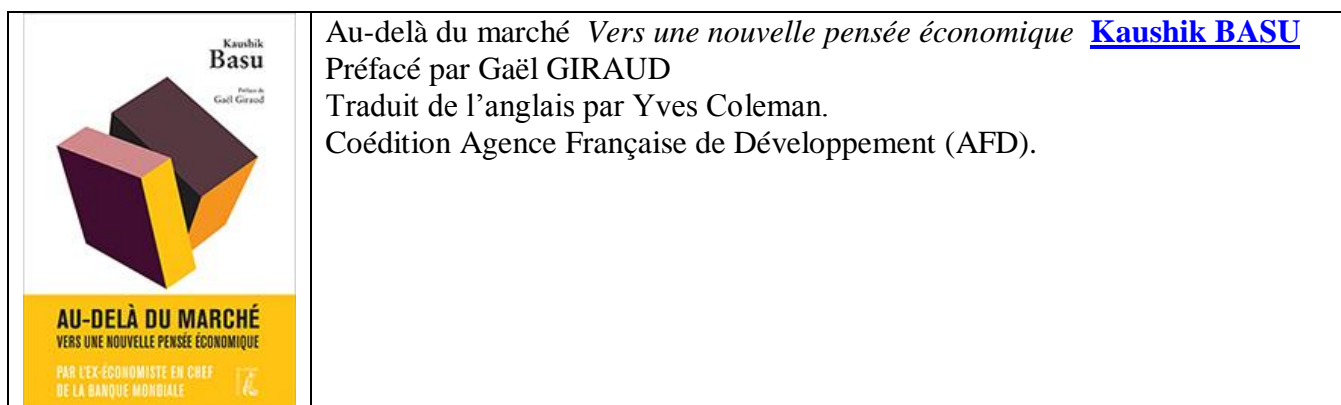 Kaushik
Basu
Préface de
Gaël Giraud
AU-DELÀ DU MARCHÉ
VERS UNE NOUVELLE PENSÉE ÉCONOMIQUE
PAR L'EX-ÉCONOMISTE EN CHEF
DE LA BANQUE MONDIALE
Au-delà du marché Vers une nouvelle pensée économique Kaushik BASU
Préfacé par Gaël GIRAUD
Traduit de l’anglais par Yves Coleman.
Coédition Agence Française de Développement (AFD).